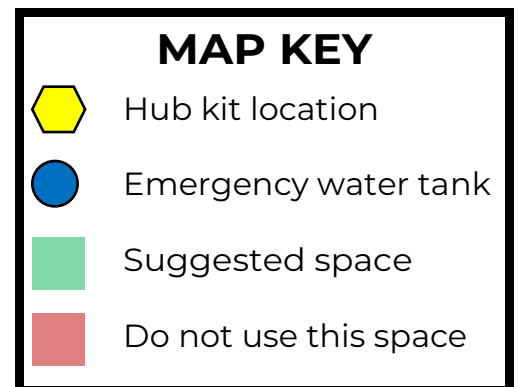 MAP KEY
Hub kit location
Emergency water tank
Suggested space
Do not use this space